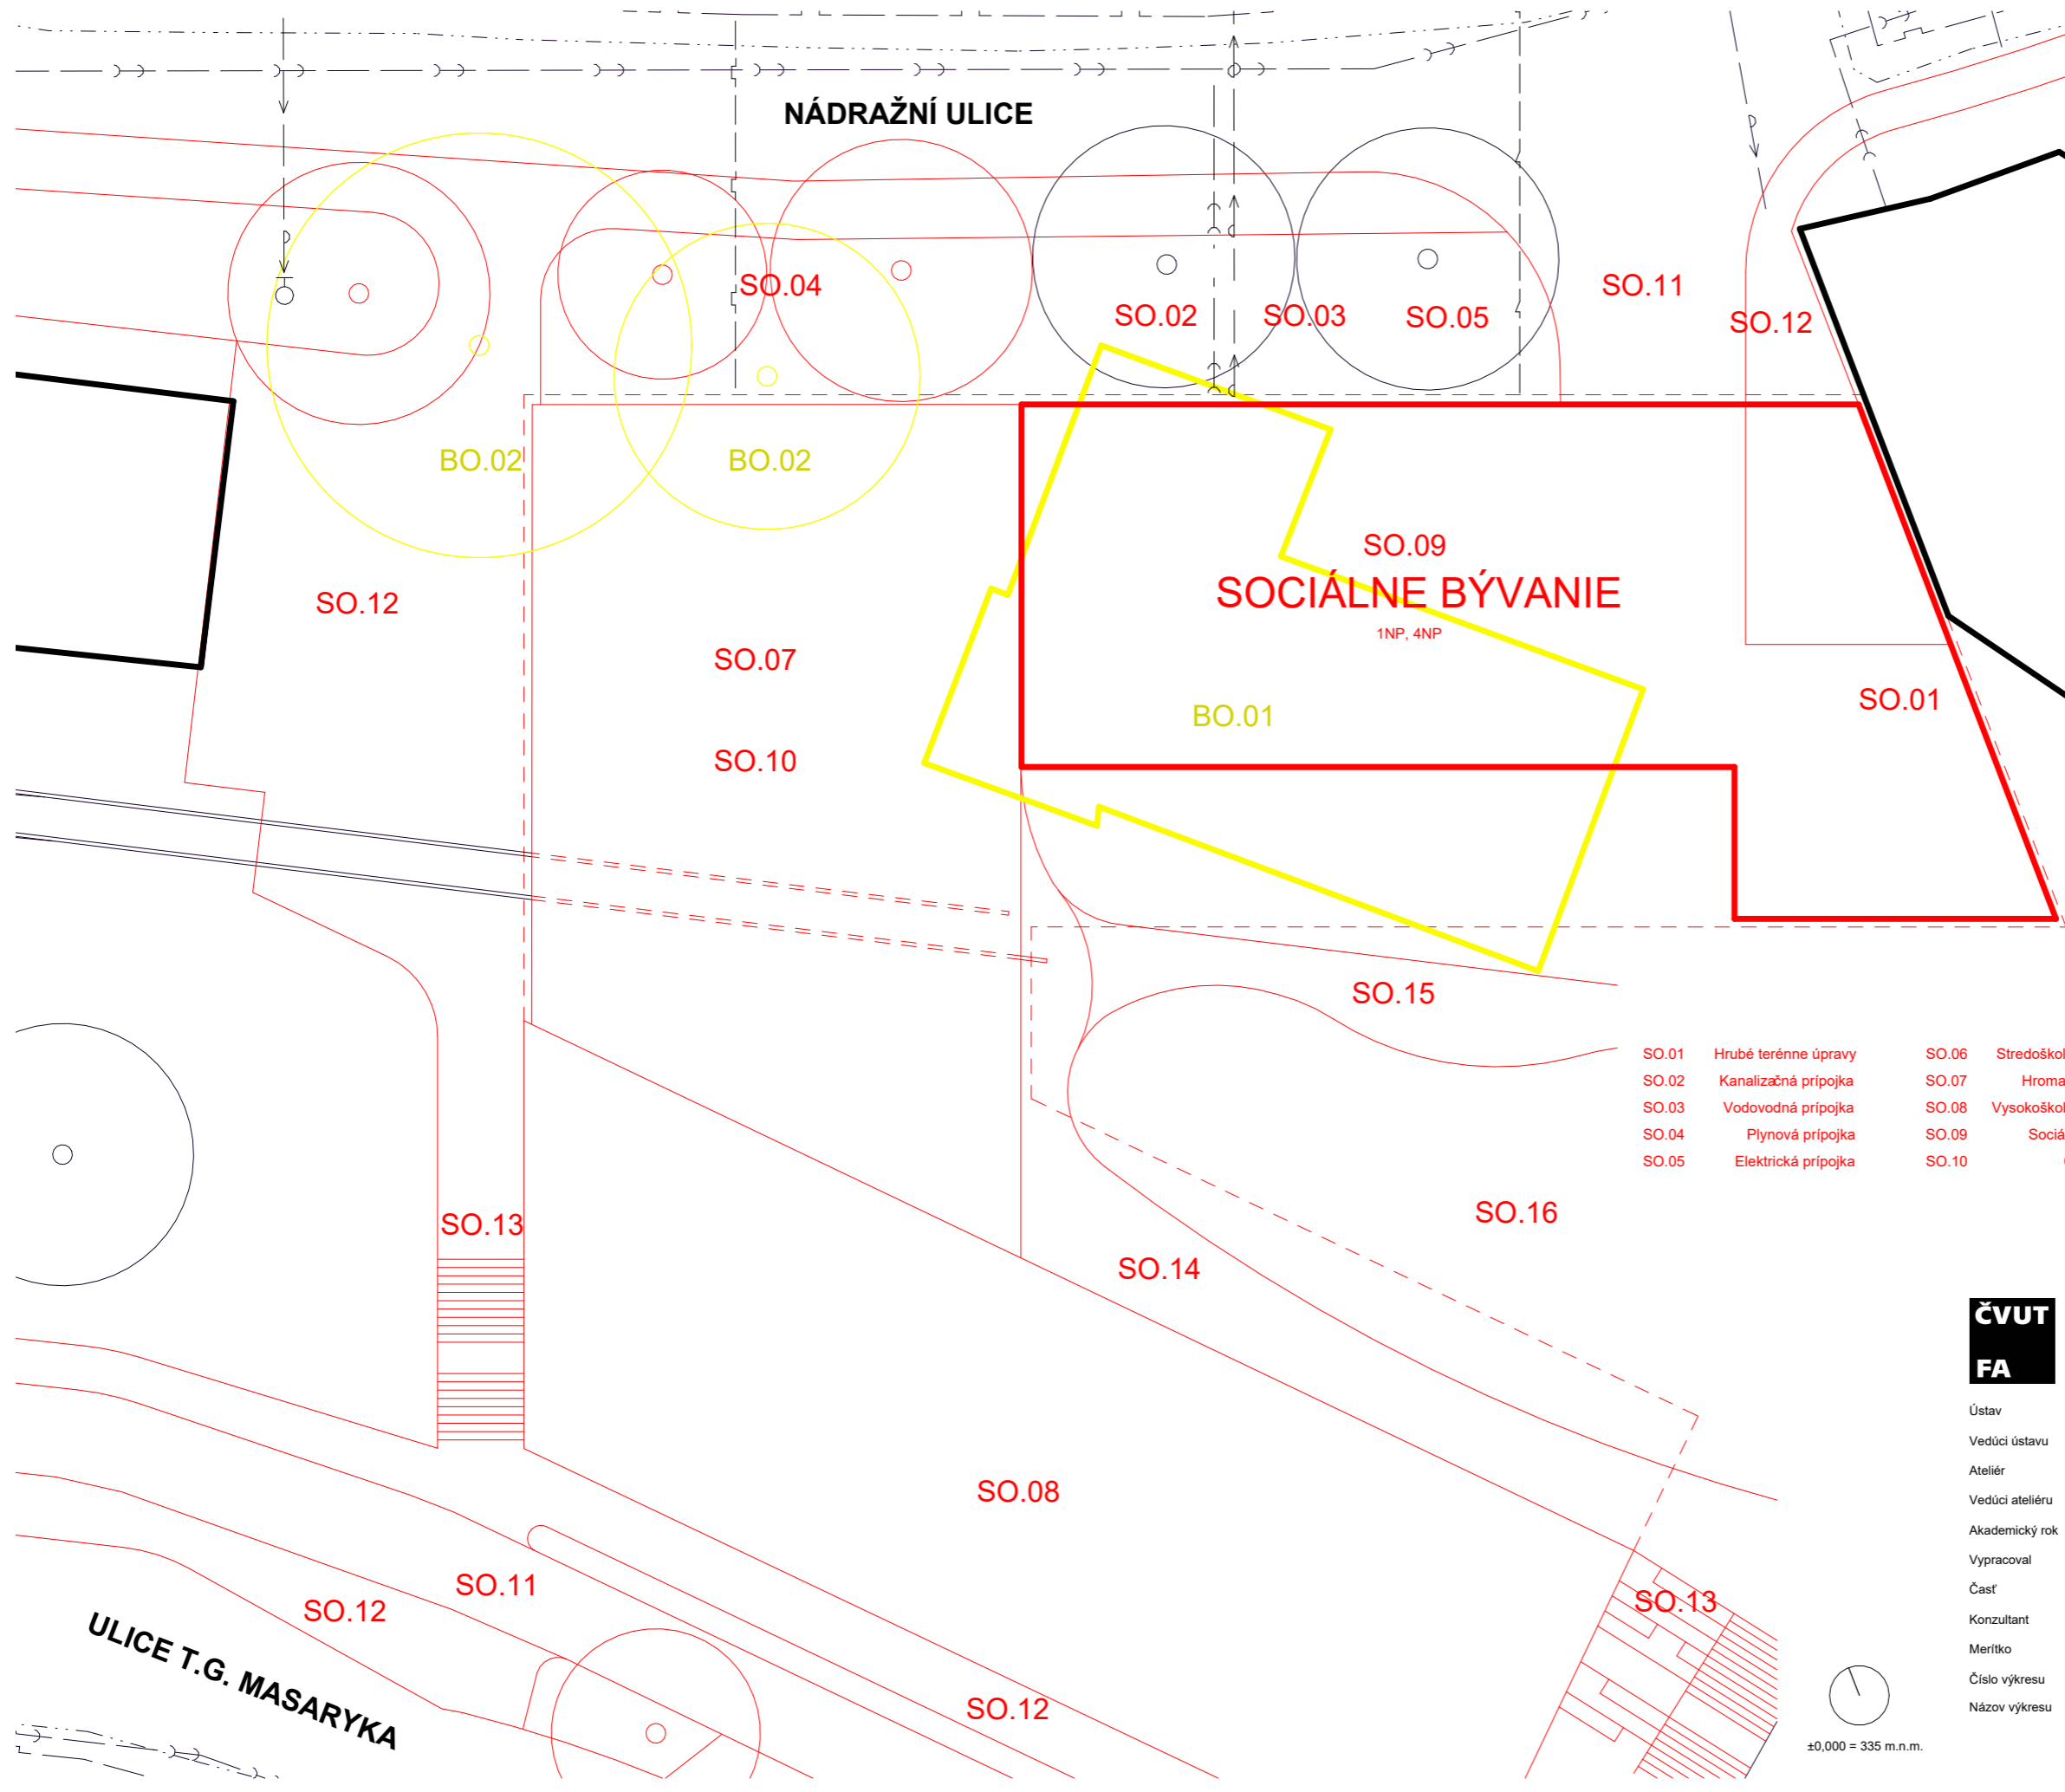 NÁDRAŽNÍ ULICE
SO.04
SO.02
SO.03
SO.05
SO.11
SO.12
BO.02
BO.02
SO.09
SOCIÁLNE BÝVANIE
1NP, 4NP
SO.12
SO.07
SO.01
BO.01
SO.10
SO.15
SO.01 Hrubé terénne úpravy SO.06
SO.02 Kanalizačná prípojka SO.07
SO.03 Vodovodná prípojka SO.08
SO.04 Plynová prípojka SO.09
SO.05 Elektrická prípojka SO.10
SO.16
SO.13
SO.14
ČVUT
FA
Ústav
Vedúci ústavu
Ateliér
Vedúci ateliéru
Akademický rok
Vypracoval
Časť
Konzultant
Merítko
Číslo výkresu
Názov výkresu
SO.08
SO.11
SO.12
SO.13
ULICE T.G. MASARYKA
SO.12
±0,000 = 335 m.n.m.